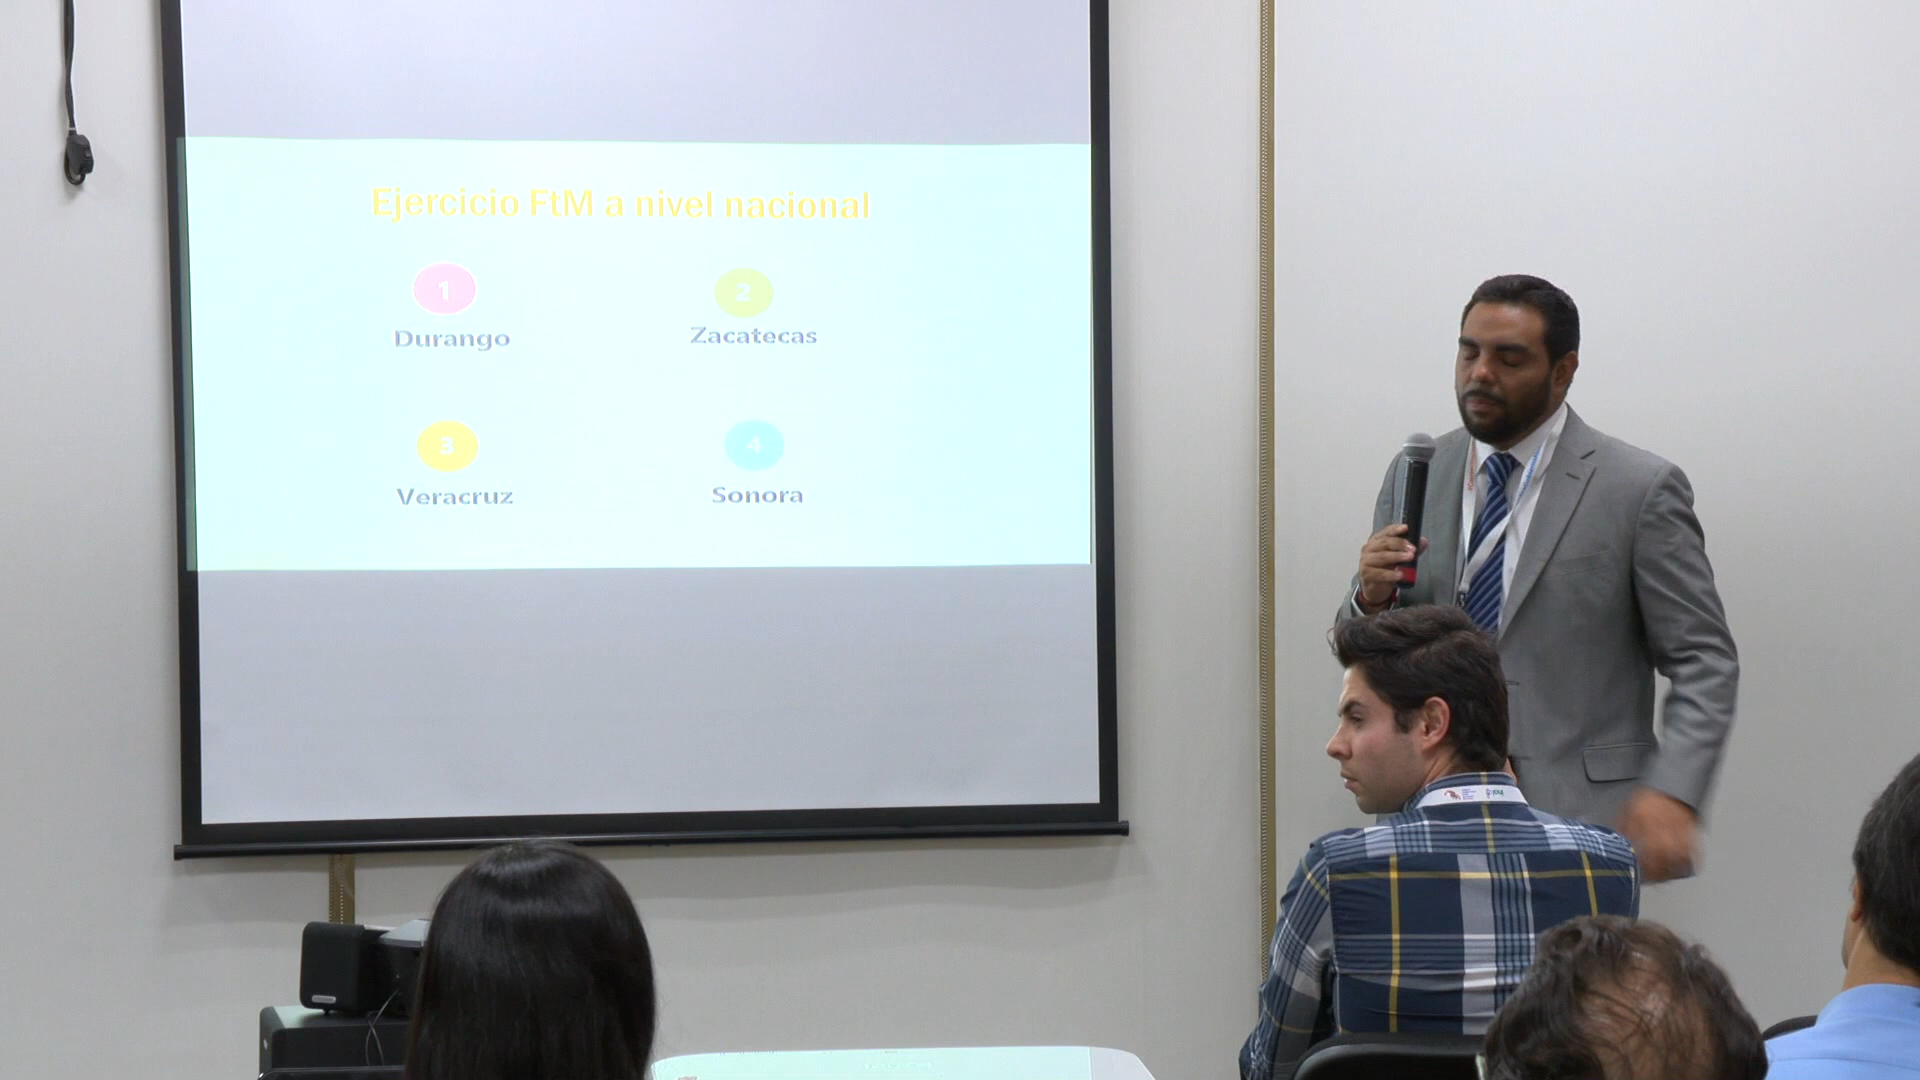 Ejercicio FtM a nivel nacional
1
2
Durango
Zacatecas
3
4
Veracruz
Sonora